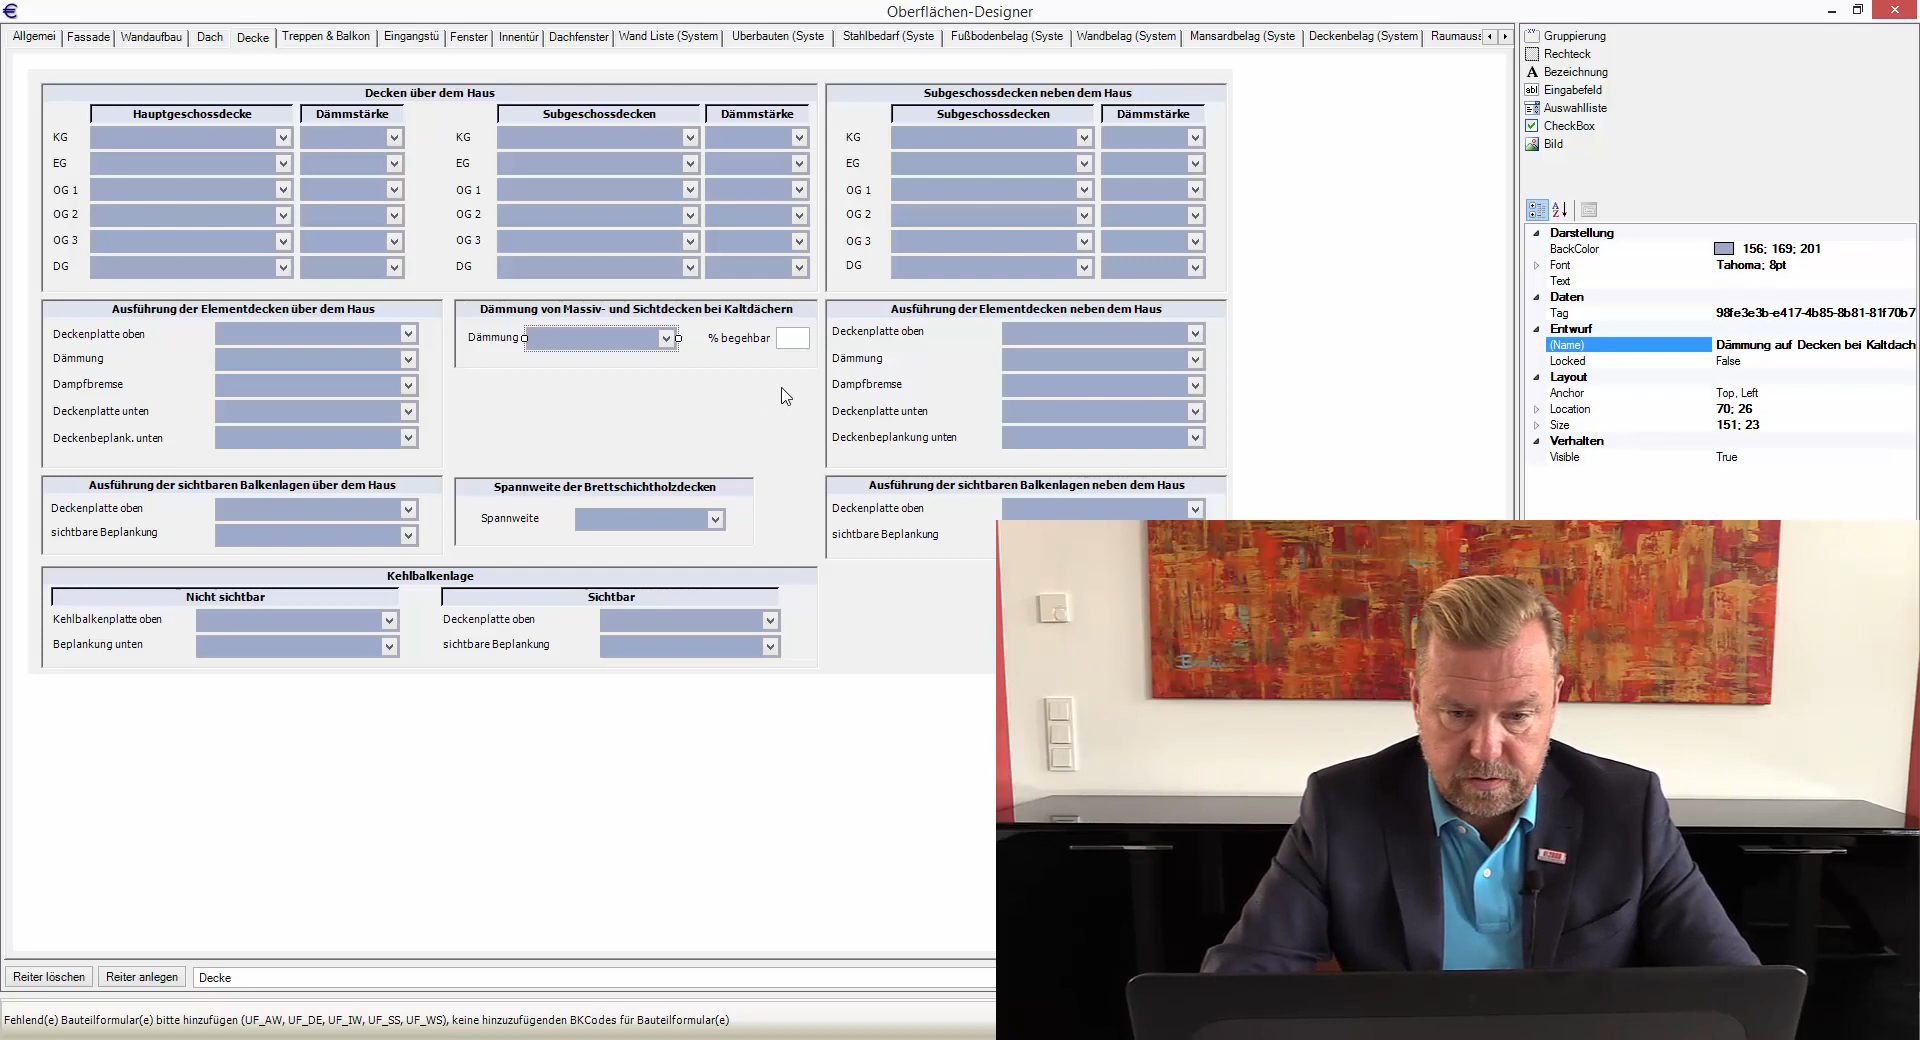 Oberflächen-Designer
Allgemei Fassade Wandaufbau Dach Decke Treppen & Balkon Eingangstü Fenster Innentür Dachfenster Wand Liste (System Überbauten (Syste Stahlbedarf (Syste Fußbodenbelag (Syste Wandbelag (System Mansardbelag (Syste Deckenbelag (System Raumauss
Decken über dem Haus
Hauptgeschossdecke Dämmstärke Subgeschossdecken Dämmstärke
KG KG
EG EG
OG 1 OG 1
OG 2 OG 2
OG 3 OG 3
DG DG
Subgeschossdecken neben dem Haus
Subgeschossdecken Dämmstärke
KG
EG
OG 1
OG 2
OG 3
DG
Ausführung der Elementdecken über dem Haus
Deckenplatte oben
Dämmung
Dampfbremse
Deckenplatte unten
Deckenbeplank. unten
Dämmung von Massiv- und Sichtdecken bei Kaltdächern
Dämmung % begehbar
Ausführung der Elementdecken neben dem Haus
Deckenplatte oben
Dämmung
Dampfbremse
Deckenplatte unten
Deckenbeplankung unten
Ausführung der sichtbaren Balkenlagen über dem Haus
Deckenplatte oben
sichtbare Beplankung
Spannweite der Brettschichtholzdecken
Spannweite
Ausführung der sichtbaren Balkenlagen neben dem Haus
Deckenplatte oben
sichtbare Beplankung
Kehlbalkenlage
Nicht sichtbar Sichtbar
Kehlbalkenplatte oben Deckenplatte oben
Beplankung unten sichtbare Beplankung
Gruppierung
Rechteck
A Bezeichnung
abl Eingabefeld
Auswahlliste
CheckBox
Bild
Darstellung
BackColor 156; 169; 201
Font Tahoma; 8pt
Text
Daten
Tag 98fe3e3b-e417-4b85-8b81-81f70b7
Entwurf
(Name) Dämmung auf Decken bei Kaltdach
Locked False
Layout
Anchor Top, Left
Location 70; 26
Size 151; 23
Verhalten
Visible True
Reiter löschen Reiter anlegen Decke
Fehlend(e) Bauteilformular(e) bitte hinzufügen (UF_AW, UF_DE, UF_IW, UF_SS, UF_WS), keine hinzuzufügenden BKCodes für Bauteilformular(e)